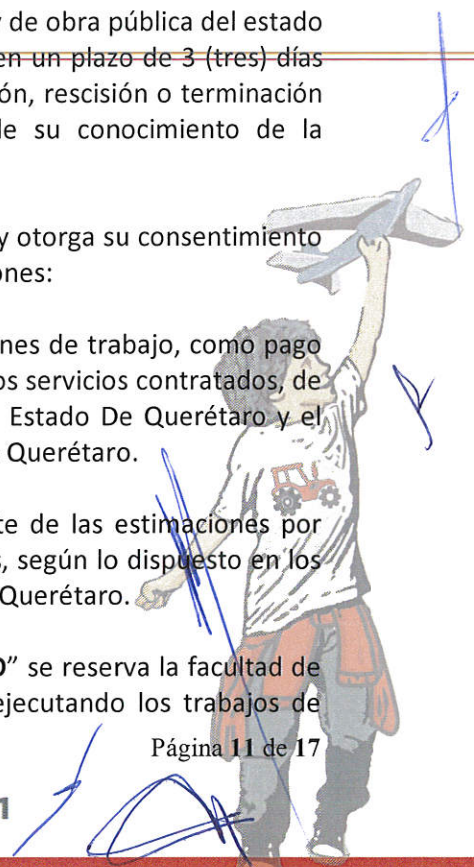 y de obra pública del estado
en un plazo de 3 (tres) días
ón, rescisión o terminación
de su conocimiento de la
y otorga su consentimiento
ones:
nes de trabajo, como pago
os servicios contratados, de
Estado De Querétaro y el
Querétaro.
te de las estimaciones por
s, según lo dispuesto en los
Querétaro.
O” se reserva la facultad de
ejecutando los trabajos de
Página 11 de 17
1